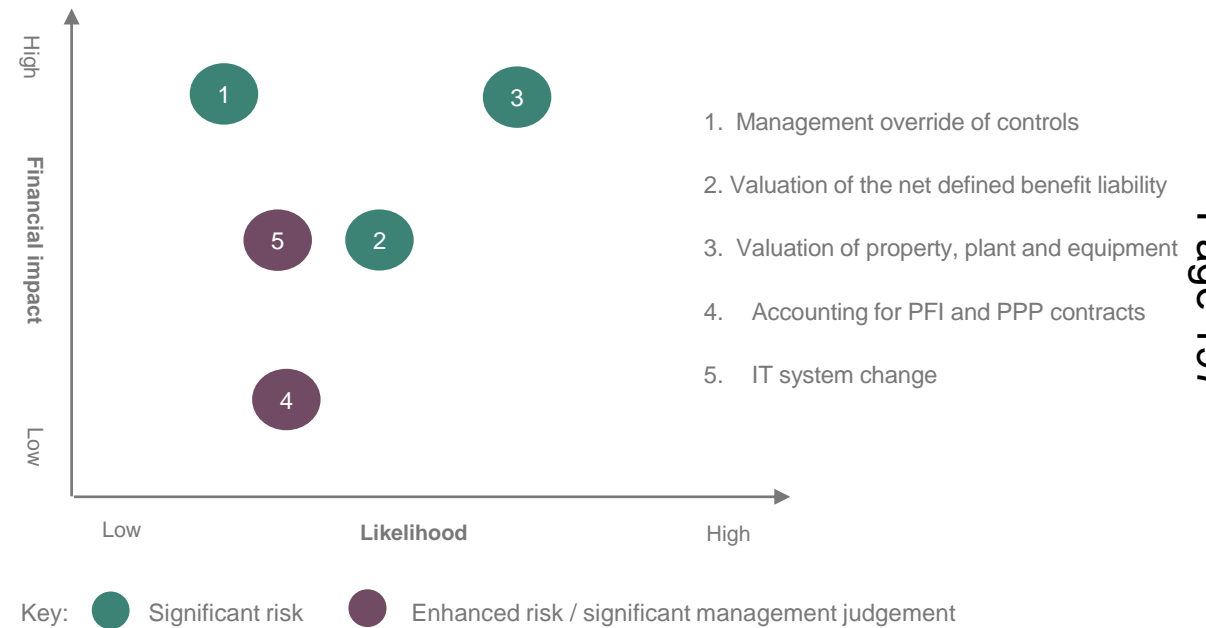 High
Financial impact
Low
1
3
5
2
4
Low
Likelihood
High
1. Management override of controls
2. Valuation of the net defined benefit liability
3. Valuation of property, plant and equipment
4. Accounting for PFI and PPP contracts
5. IT system change
Key: Significant risk Enhanced risk / significant management judgement